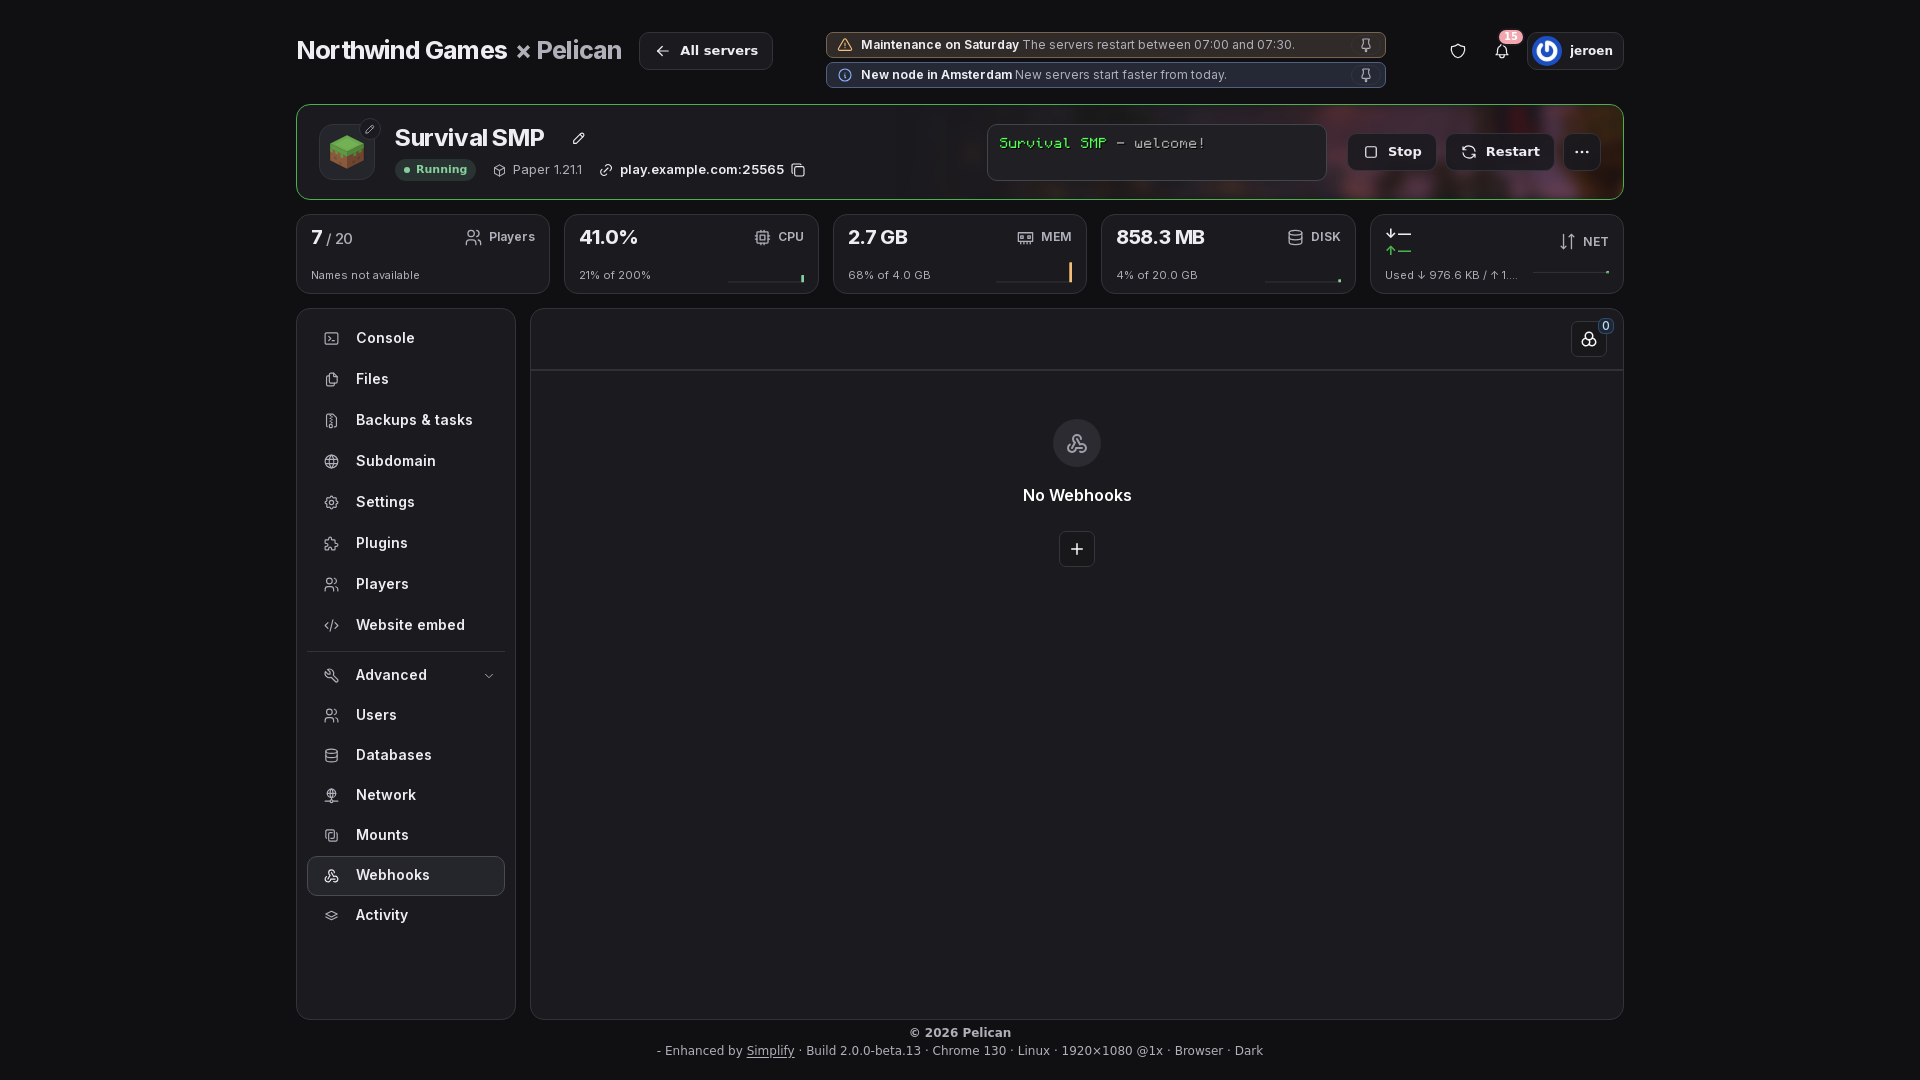 Northwind Games × Pelican
All servers
Maintenance on Saturday The servers restart between 07:00 and 07:30.
New node in Amsterdam New servers start faster from today.
15
jeroen
Survival SMP
Running
Paper 1.21.1
play.example.com:25565
Survival SMP – welcome!
Stop
Restart
7 / 20
Players
Names not available
41.0%
CPU
21% of 200%
2.7 GB
MEM
68% of 4.0 GB
858.3 MB
DISK
4% of 20.0 GB
↓—
↑—
NET
Used ↓ 976.6 KB / ↑ 1....
Console
Files
Backups & tasks
Subdomain
Settings
Plugins
Players
Website embed
Advanced
Users
Databases
Network
Mounts
Webhooks
Activity
0
No Webhooks
© 2026 Pelican
- Enhanced by Simplify · Build 2.0.0-beta.13 · Chrome 130 · Linux · 1920×1080 @1x · Browser · Dark